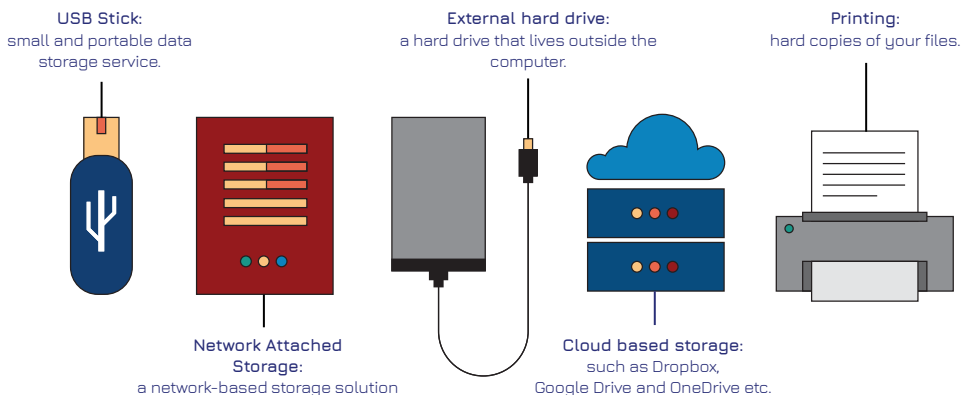 USB Stick:
small and portable data
storage service.
External hard drive:
a hard drive that lives outside the
computer.
Printing:
hard copies of your files.
Network Attached
Storage:
a network-based storage solution
Cloud based storage:
such as Dropbox,
Google Drive and OneDrive etc.